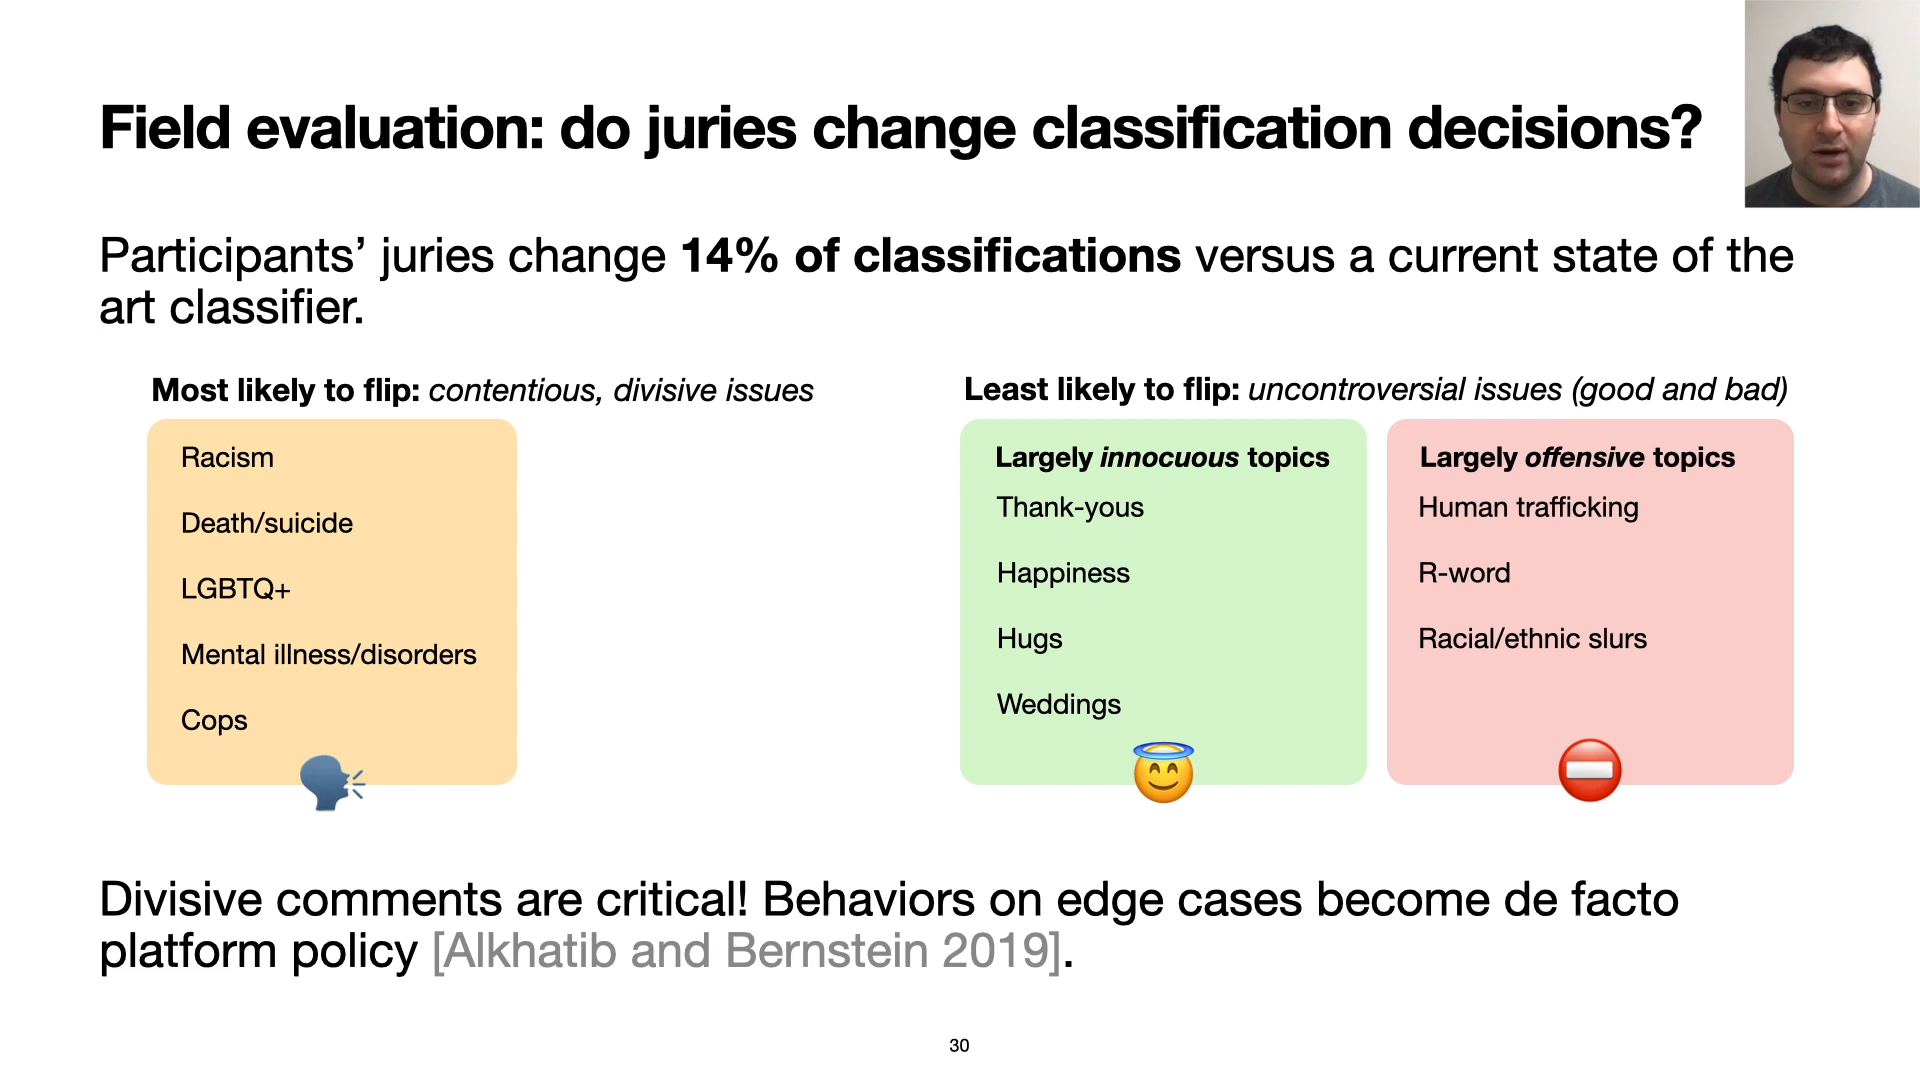 Field evaluation: do juries change classification decisions?
Participants’ juries change 14% of classifications versus a current state of the
art classifier.
Most likely to flip: contentious, divisive issues
Racism
Death/suicide
LGBTQ+
Mental illness/disorders
Cops
Least likely to flip: uncontroversial issues (good and bad)
Largely innocuous topics
Thank-yous
Happiness
Hugs
Weddings
Largely offensive topics
Human trafficking
R-word
Racial/ethnic slurs
Divisive comments are critical! Behaviors on edge cases become de facto
platform policy [Alkhatib and Bernstein 2019].
30